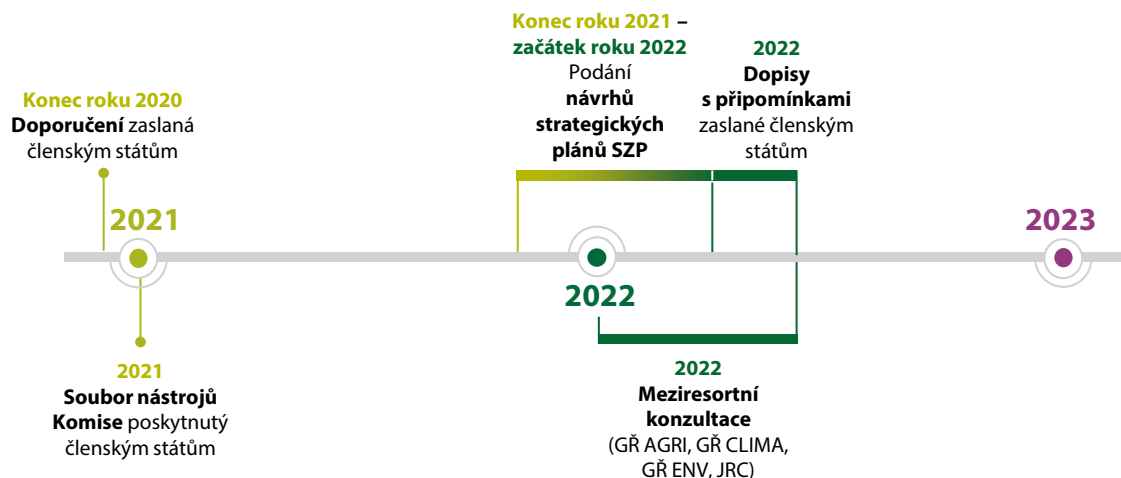 Konec roku 2020
Doporučení zaslaná
členským státům
Konec roku 2021 –
začátek roku 2022
Podání
návrhů
strategických
plánů SZP
2022
Dopisy
s připomínkami
zaslané členským
státům
2021
2022
2023
2021
Soubor nástrojů
Komise poskytnutý
členským státům
2022
Meziresortní
konzultace
(GŘ AGRI, GŘ CLIMA,
GŘ ENV, JRC)